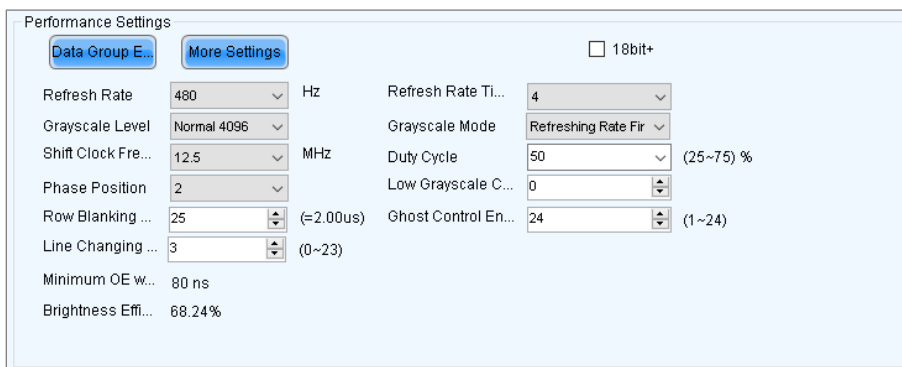 Performance Settings
Data Group E... More Settings 18bit+
Refresh Rate 480 Hz Refresh Rate Ti... 4
Grayscale Level Normal 4096 Grayscale Mode Refreshing Rate Fir
Shift Clock Fre... 12.5 MHz Duty Cycle 50 (25~75) %
Phase Position 2 Low Grayscale C... 0
Row Blanking ... 25 (=2.00us) Ghost Control En... 24 (1~24)
Line Changing ... 3 (0~23)
Minimum OE w... 80 ns
Brightness Effi... 68.24%